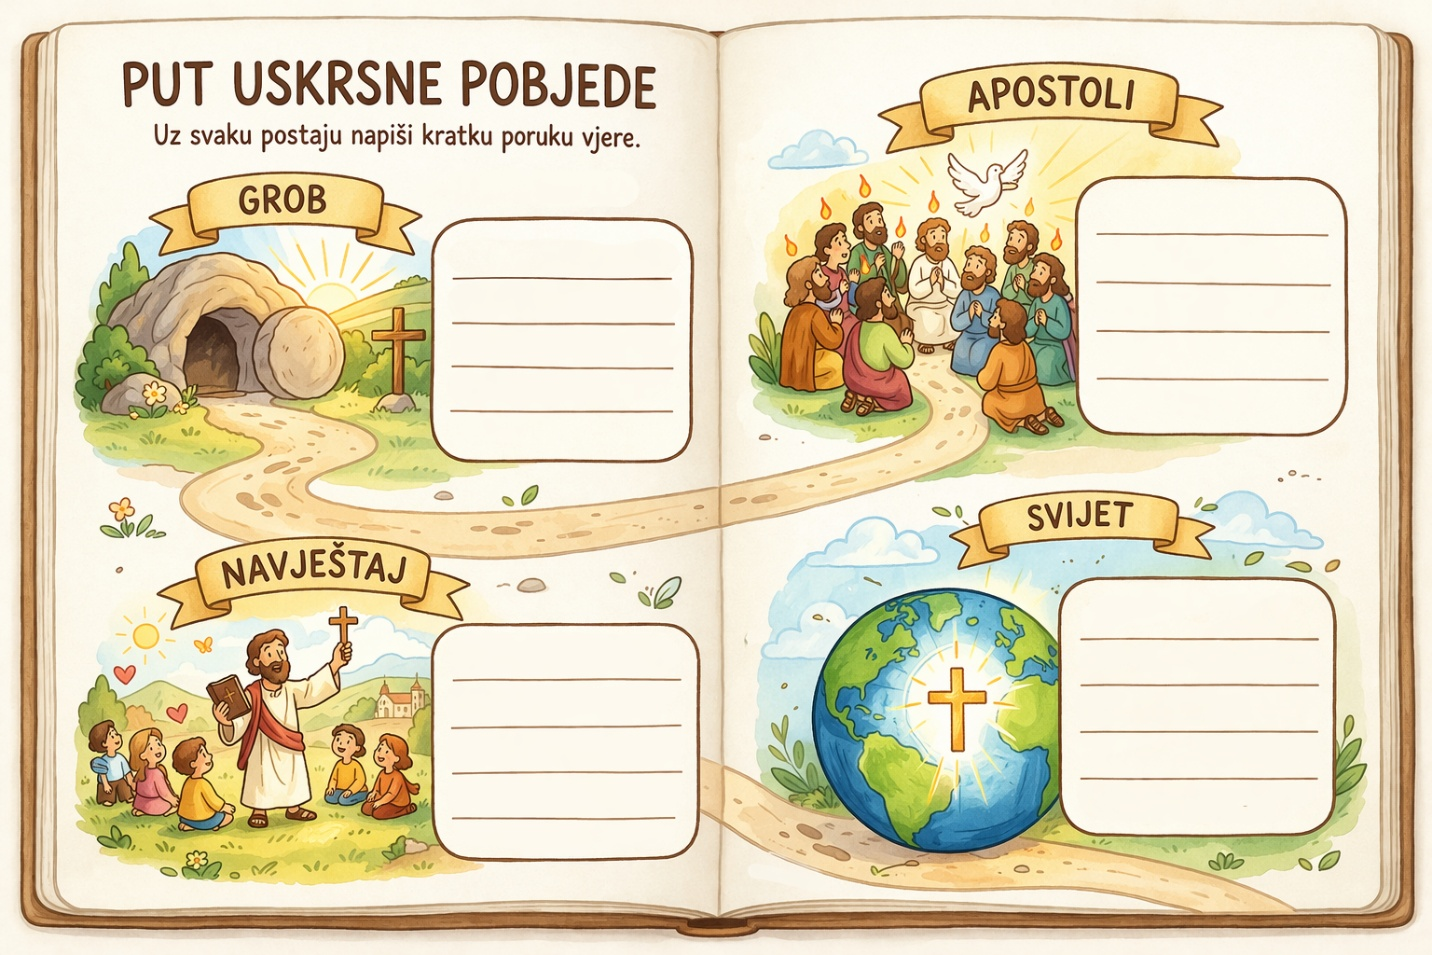 PUT USKRSNE POBJEDE
Uz svaku postaju napiši kratku poruku vjere.
GROB
APOSTOLI
NAVJEŠTAJ
SVIJET